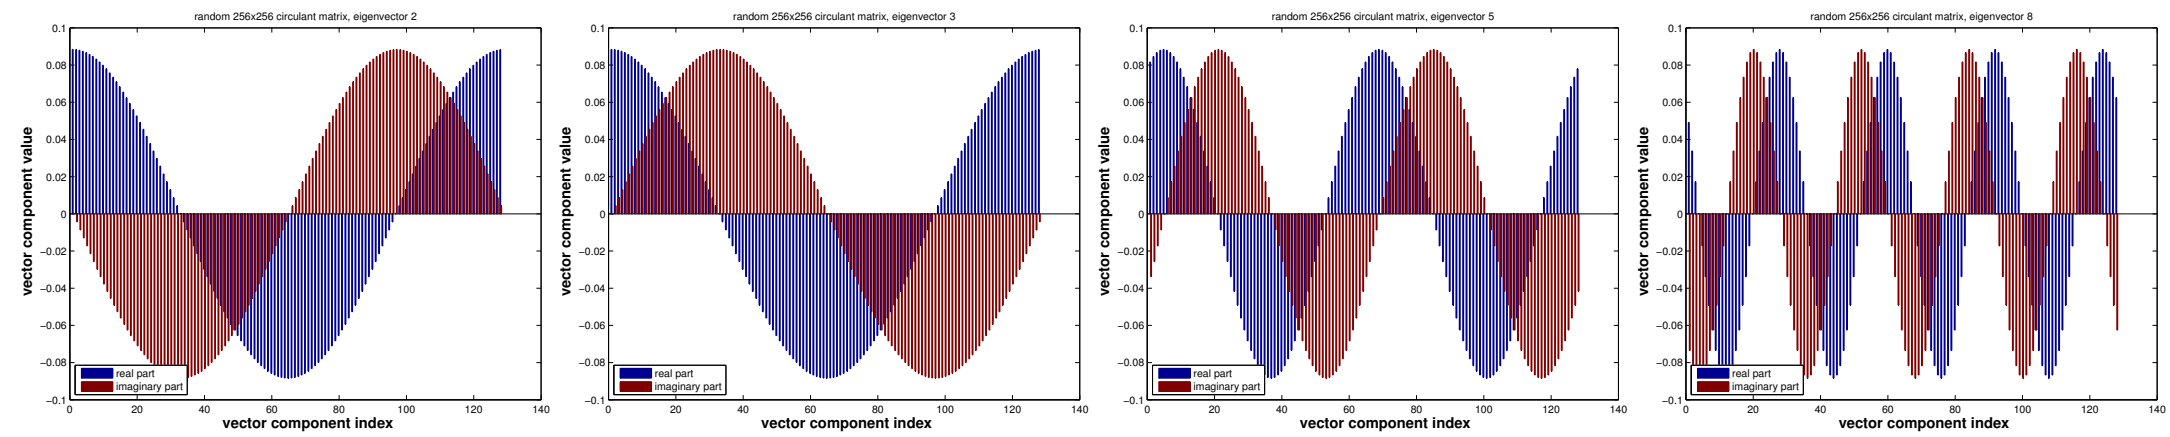 random 256x256 circulant matrix, eigenvector 2
0.1
0.08
0.06
0.04
0.02
0
−0.02
−0.04
−0.06
−0.08
−0.1
vector component value
real part
imaginary part
0 20 40 60 80 100 120 140
vector component index
random 256x256 circulant matrix, eigenvector 3
0.1
0.08
0.06
0.04
0.02
0
−0.02
−0.04
−0.06
−0.08
−0.1
vector component value
real part
imaginary part
0 20 40 60 80 100 120 140
vector component index
random 256x256 circulant matrix, eigenvector 5
0.1
0.08
0.06
0.04
0.02
0
−0.02
−0.04
−0.06
−0.08
−0.1
vector component value
real part
imaginary part
0 20 40 60 80 100 120 140
vector component index
random 256x256 circulant matrix, eigenvector 8
0.1
0.08
0.06
0.04
0.02
0
−0.02
−0.04
−0.06
−0.08
−0.1
vector component value
real part
imaginary part
0 20 40 60 80 100 120 140
vector component index